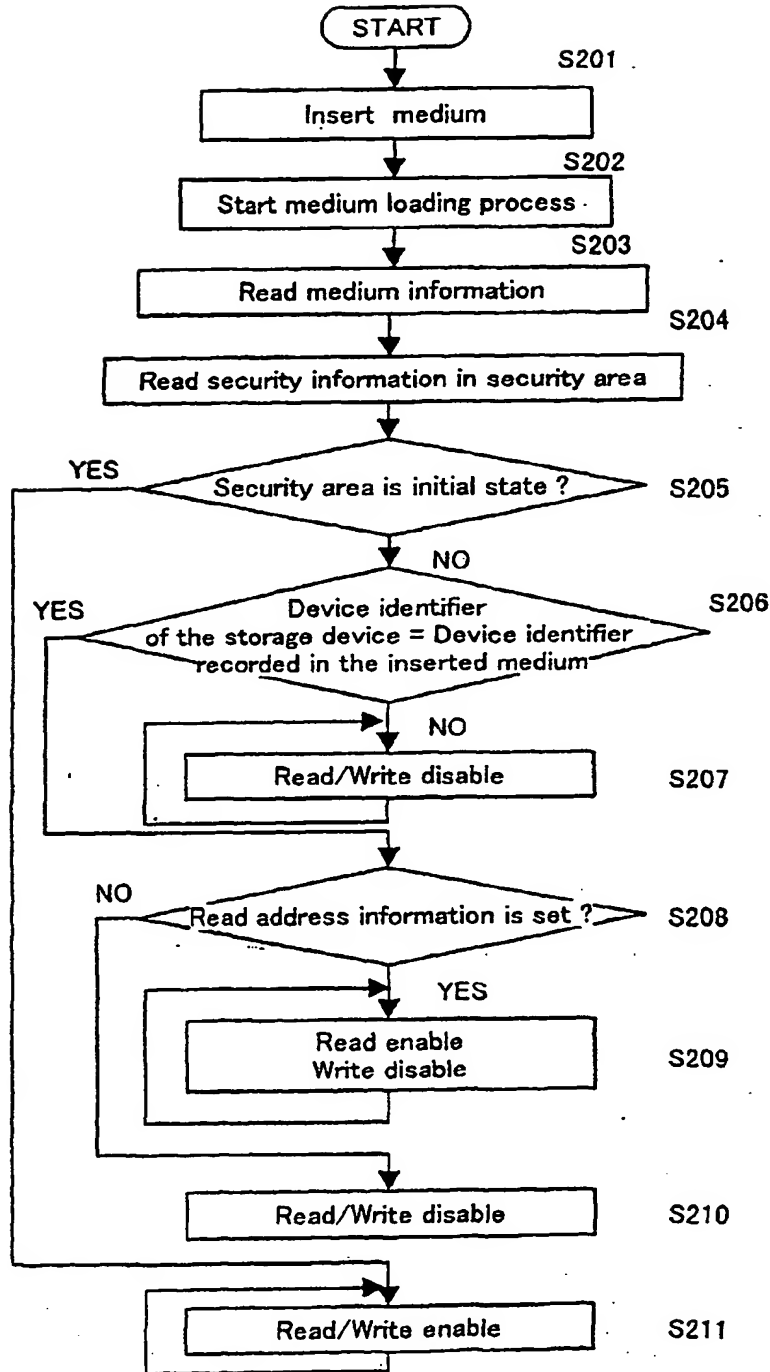 START
S201
Insert medium
S202
Start medium loading process
S203
Read medium information
S204
Read security information in security area
YES
Security area is initial state ?
S205
NO
YES
Device identifier
of the storage device = Device identifier
recorded in the inserted medium
S206
NO
Read/Write disable
S207
NO
Read address information is set ?
S208
YES
Read enable
Write disable
S209
Read/Write disable
S210
Read/Write enable
S211